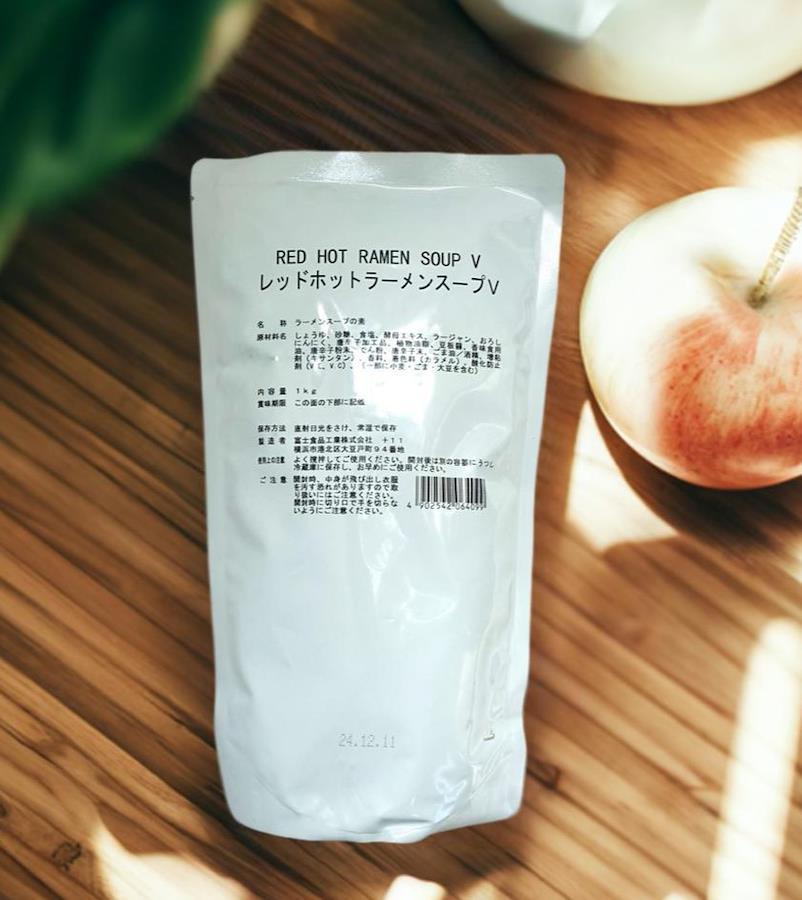 RED HOT RAMEN SOUP V
レッドホットラーメンスープV
名　称 ラーメンスープの素
原材料名 しょうゆ、砂糖、食塩、酵母エキス、ラージャン、おろし
にんにく、唐辛子加工品、植物油脂、豆板醤、香味食用
油、唐辛子粉末、でん粉、唐辛子末、ごま油／酒精、増粘
剤（キサンタン）、香料、着色料（カラメル）、酸化防止
剤（V.E、V.C）、（一部に小麦・ごま・大豆を含む）
内容量 1kg
賞味期限 この面の下部に記載
保存方法 直射日光をさけ、常温で保存
製造者 富士食品工業株式会社 +11
横浜市港北区大豆戸町94番地
使用上の注意 よく撹拌してご使用ください。開封後は別の容器にうつし
冷蔵庫に保存し、お早めにご使用ください。
ご注意 開封時、中身が飛び出し衣服
を汚す恐れがありますので取
り扱いにはご注意ください。
開封時に切り口で手を切らな
いようにご注意ください。
4 902542 064099
24.12.11